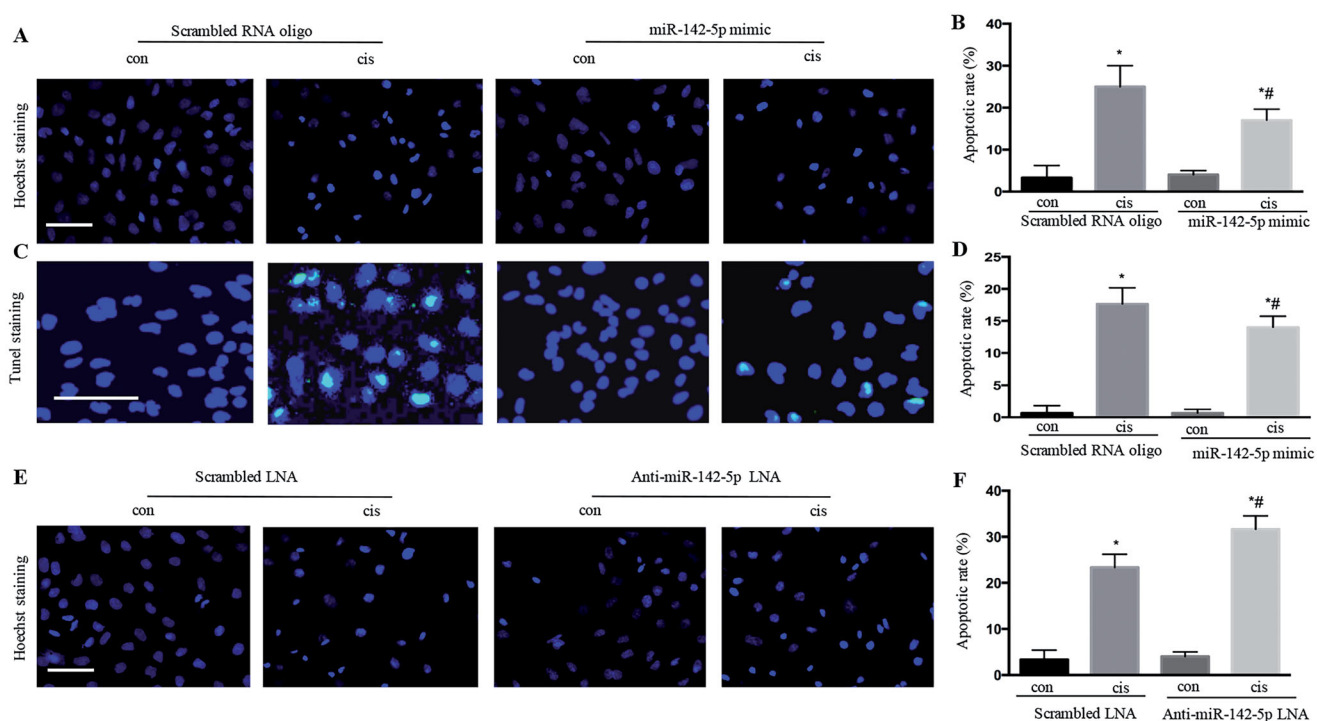 A
Scrambled RNA oligo
miR-142-5p mimic
con
cis
con
cis
Hoechst staining
B
Apoptotic rate (%)
40
30
20
10
0
*
*#
con
cis
con
cis
Scrambled RNA oligo
miR-142-5p mimic
C
Tunel staining
D
Apoptotic rate (%)
25
20
15
10
5
0
*
*#
con
cis
con
cis
Scrambled RNA oligo
miR-142-5p mimic
E
Scrambled LNA
Anti-miR-142-5p LNA
con
cis
con
cis
Hoechst staining
F
Apoptotic rate (%)
40
30
20
10
0
*
*#
con
cis
con
cis
Scrambled LNA
Anti-miR-142-5p LNA